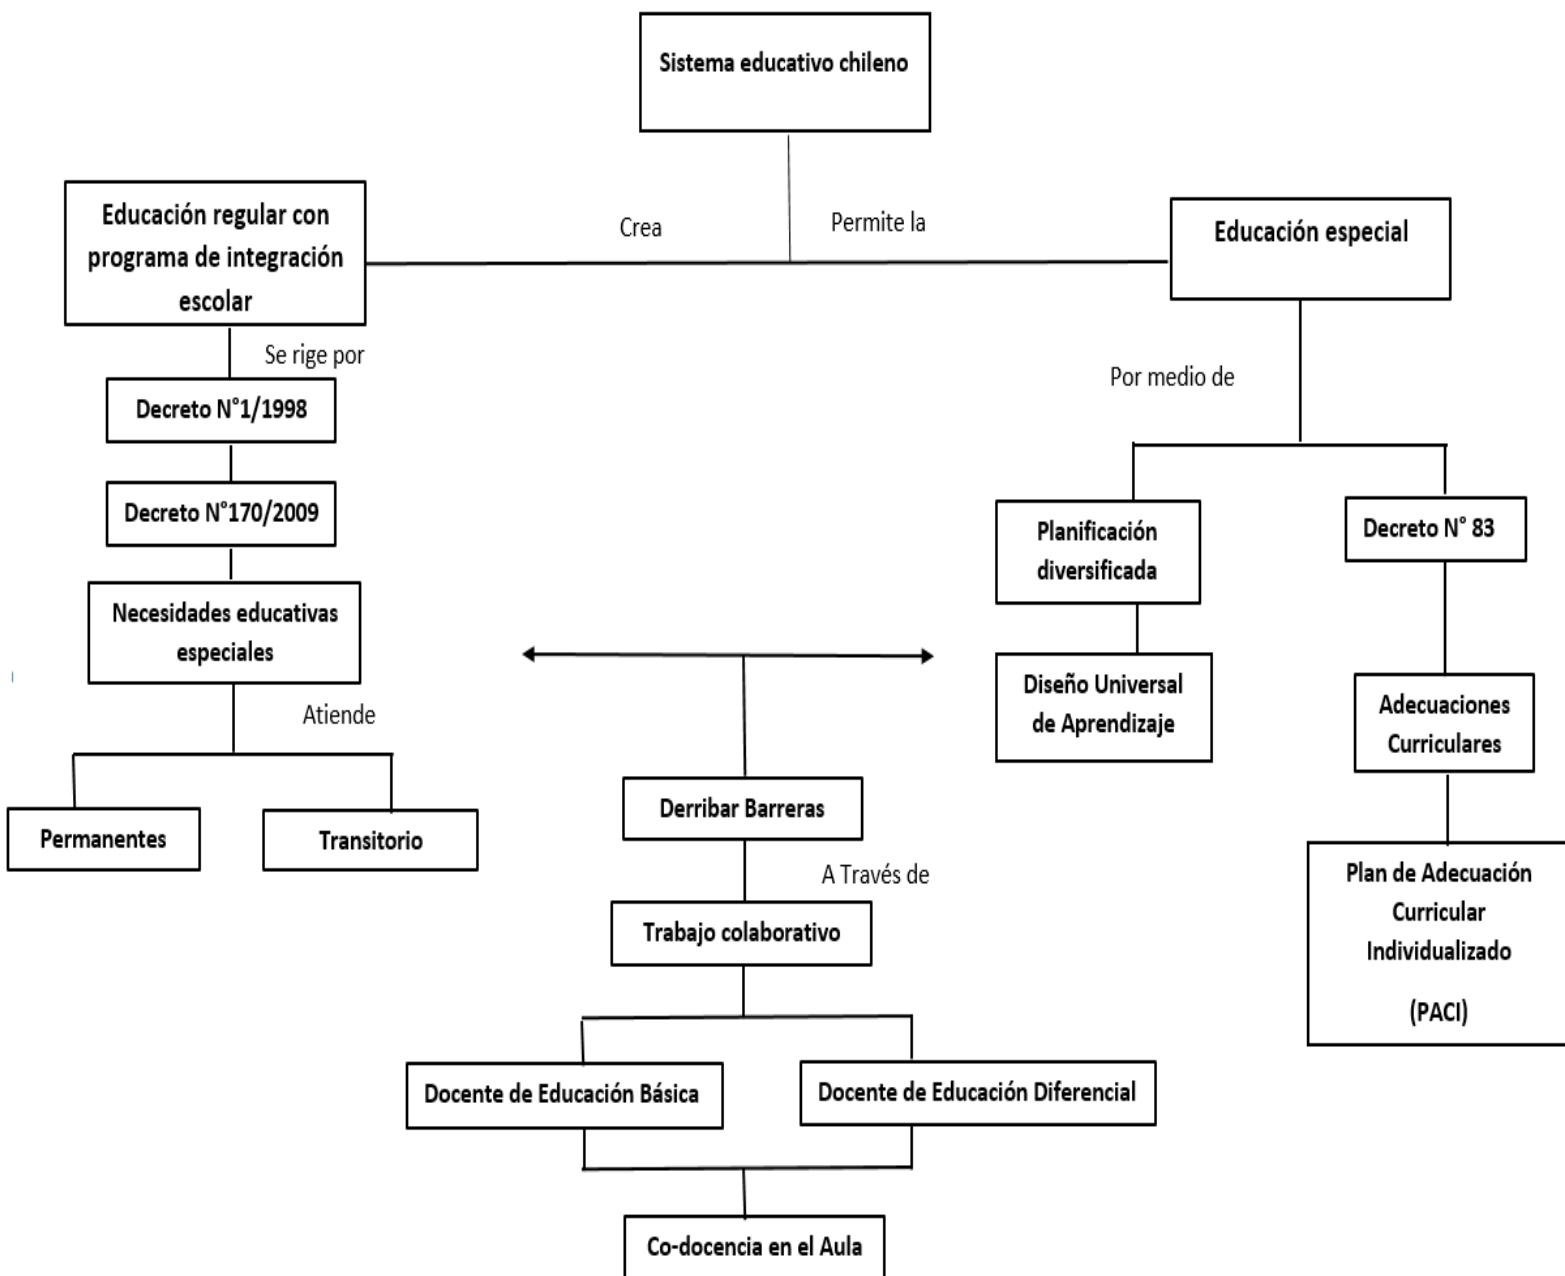 Sistema educativo chileno
Educación regular con
programa de integración
escolar
Crea
Permite la
Educación especial
Se rige por
Decreto N°1/1998
Decreto N°170/2009
Necesidades educativas
especiales
Atiende
Permanentes
Transitorio
Por medio de
Planificación
diversificada
Diseño Universal
de Aprendizaje
Decreto N° 83
Adecuaciones
Curriculares
Plan de Adecuación
Curricular
Individualizado
(PACI)
Derribar Barreras
A Través de
Trabajo colaborativo
Docente de Educación Básica
Docente de Educación Diferencial
Co-docencia en el Aula